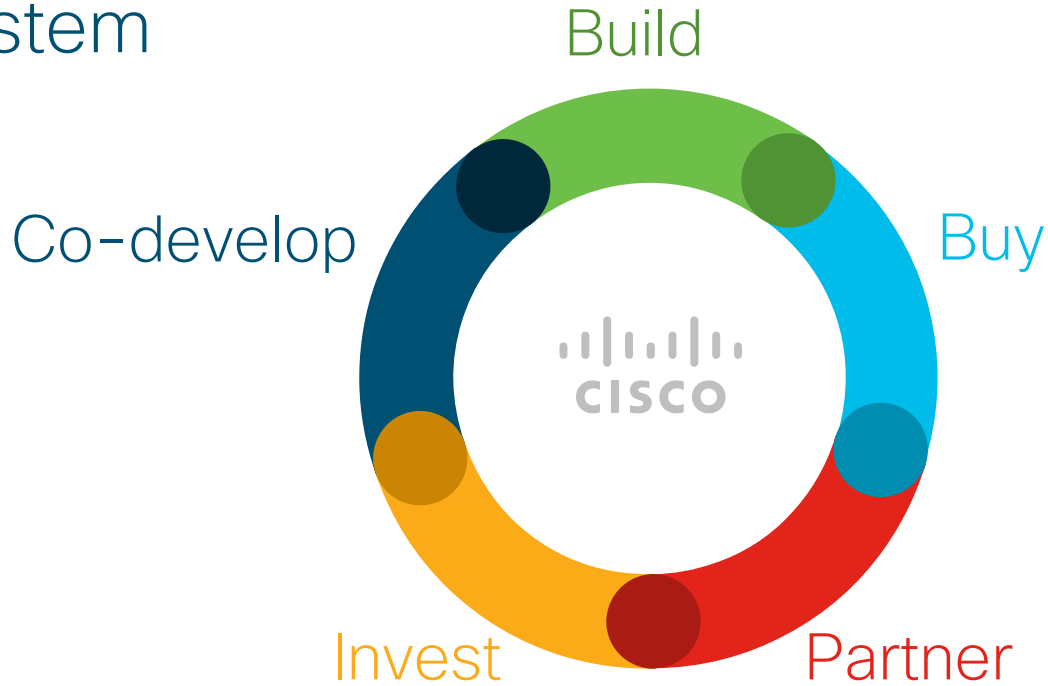 stem
Build
Co-develop
Buy
CISCO
Invest
Partner